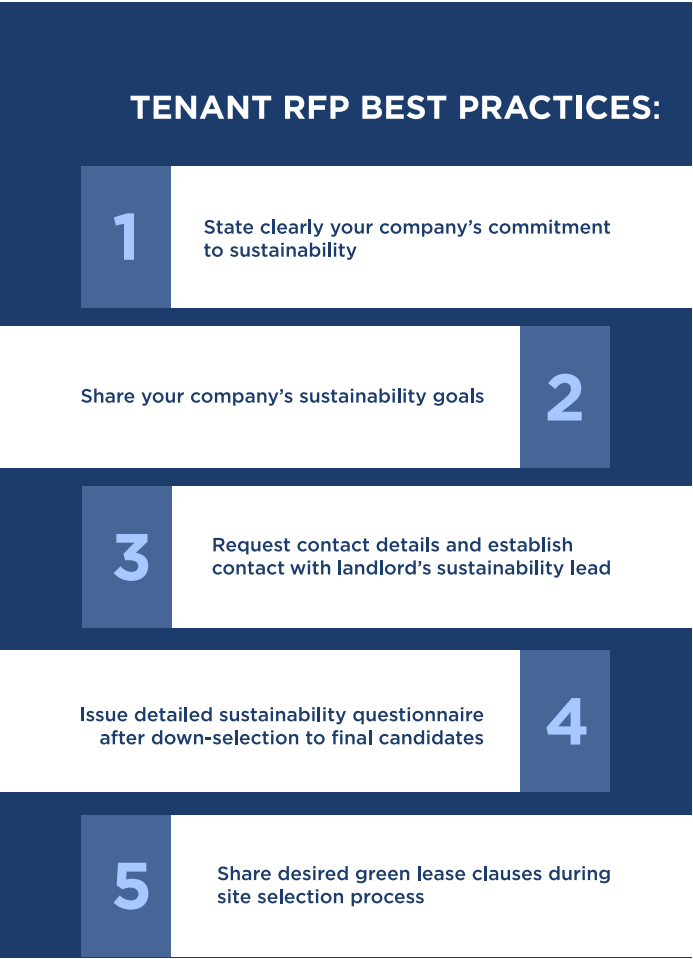 TENANT RFP BEST PRACTICES:
1
State clearly your company's commitment
to sustainability
Share your company's sustainability goals
2
3
Request contact details and establish
contact with landlord's sustainability lead
Issue detailed sustainability questionnaire
after down-selection to final candidates
4
5
Share desired green lease clauses during
site selection process